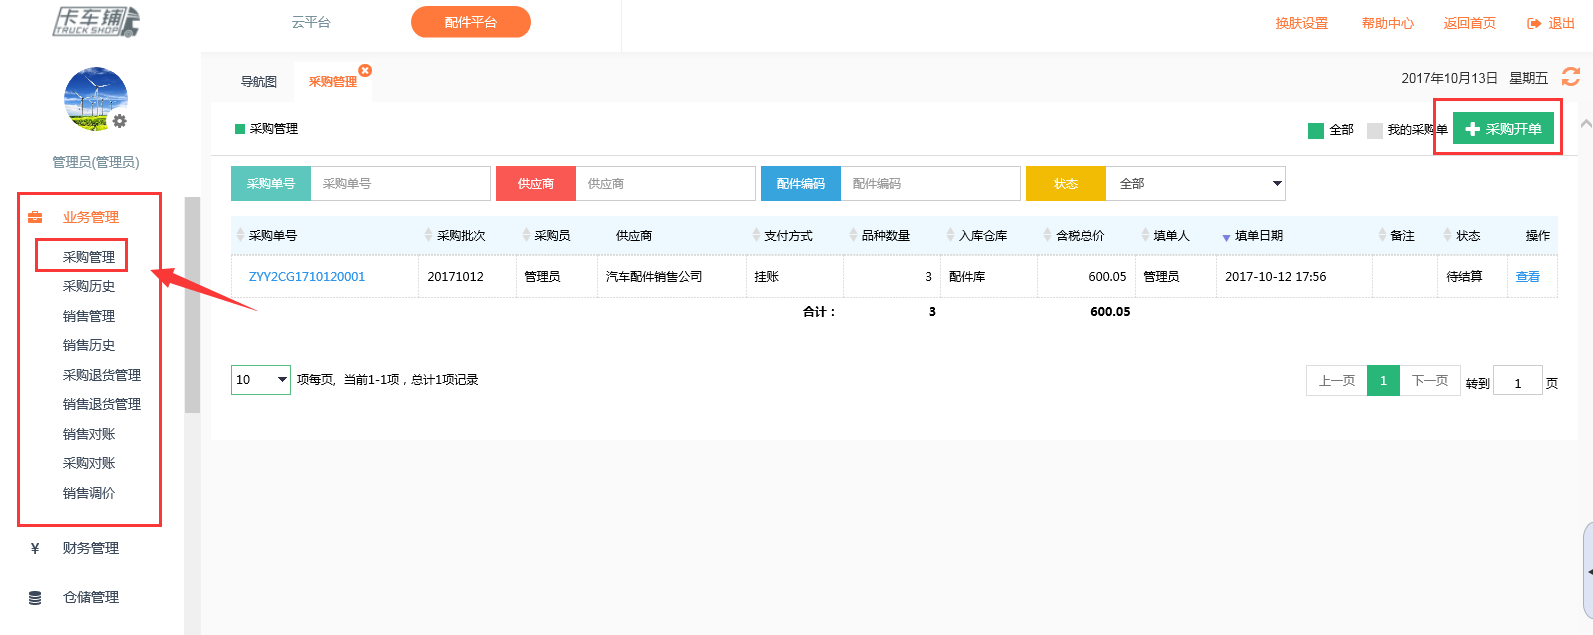 卡车铺
TRUCK SHOP
云平台
配件平台
换肤设置
帮助中心
返回首页
退出
导航图
采购管理
2017年10月13日 星期五
管理员(管理员)
采购管理
全部
我的采购单
采购开单
采购单号 采购单号
供应商 供应商
配件编码 配件编码
状态 全部
采购单号 采购批次 采购员 供应商 支付方式 品种数量 入库仓库 含税总价 填单人 填单日期 备注 状态 操作
ZYY2CG1710120001 20171012 管理员 汽车配件销售公司 挂账 3 配件库 600.05 管理员 2017-10-12 17:56 待结算 查看
合计： 3 600.05
10 项每页, 当前1-1项，总计1项记录
上一页 1 下一页 转到 1 页
业务管理
采购管理
采购历史
销售管理
销售历史
采购退货管理
销售退货管理
销售对账
采购对账
销售调价
¥ 财务管理
仓储管理